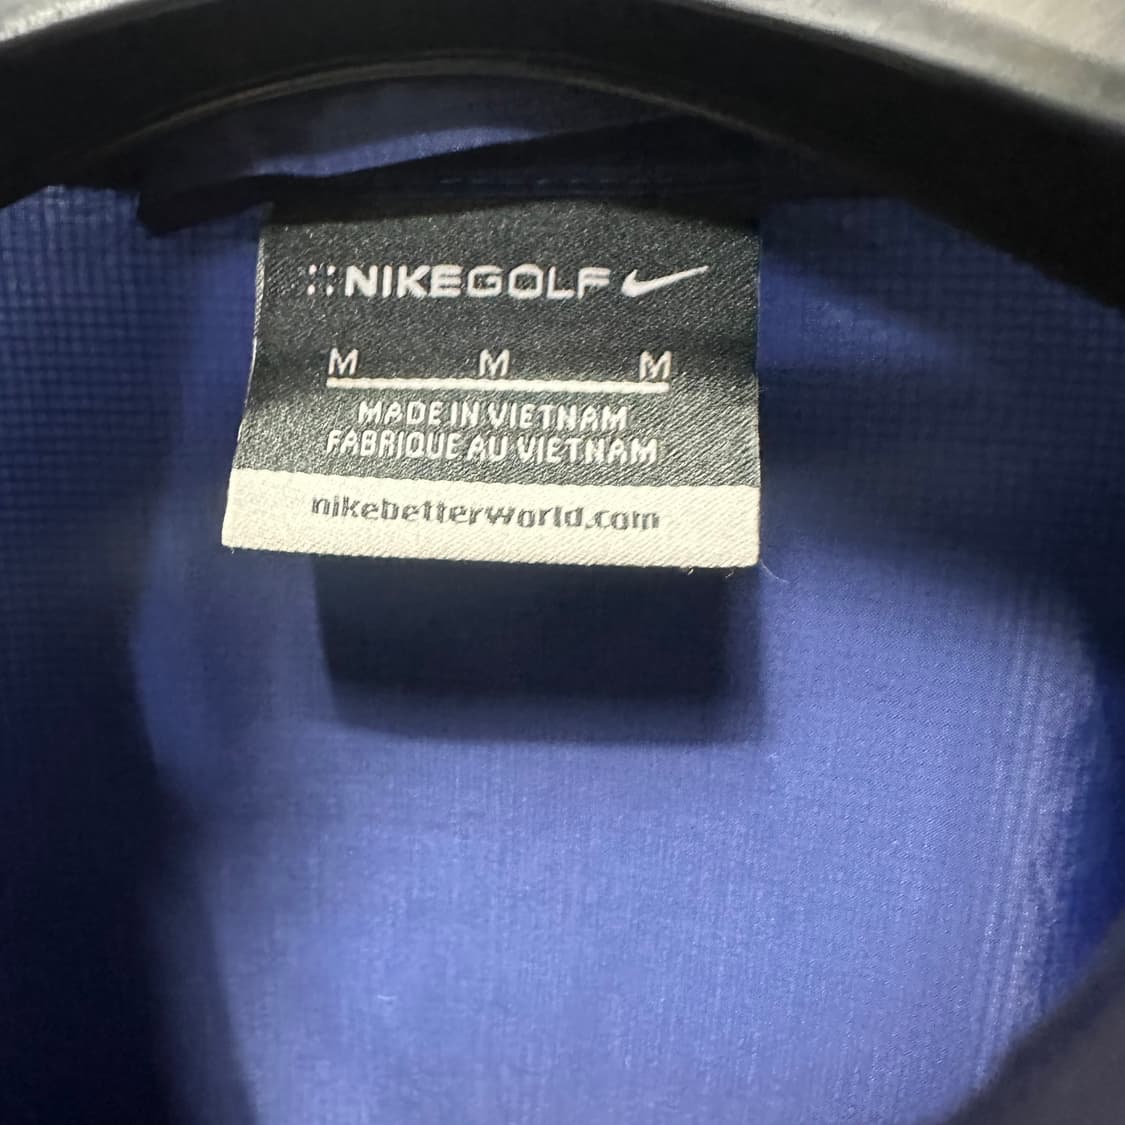 NIKEGOLF
M M M
MADE IN VIETNAM
FABRIQUE AU VIETNAM
nikebetterworld.com